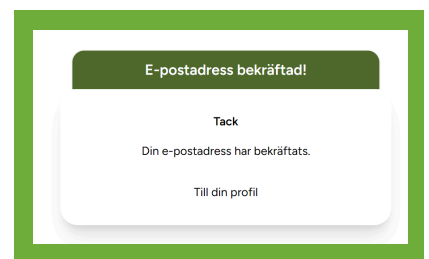 E-postadress bekräftad!
Tack
Din e-postadress har bekräftats.
Till din profil